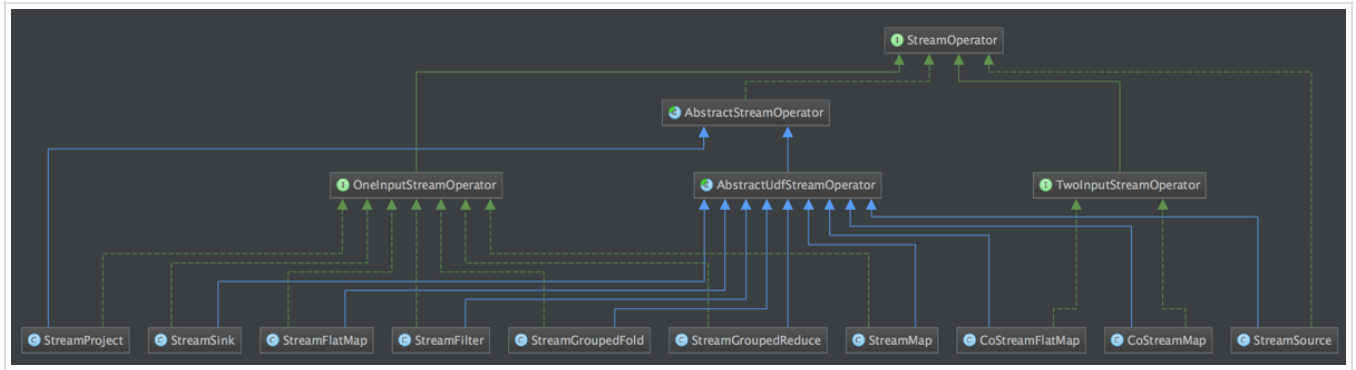 StreamOperator
AbstractStreamOperator
OneInputStreamOperator
AbstractUdfStreamOperator
TwoInputStreamOperator
StreamProject
StreamSink
StreamFlatMap
StreamFilter
StreamGroupedFold
StreamGroupedReduce
StreamMap
CoStreamFlatMap
CoStreamMap
StreamSource